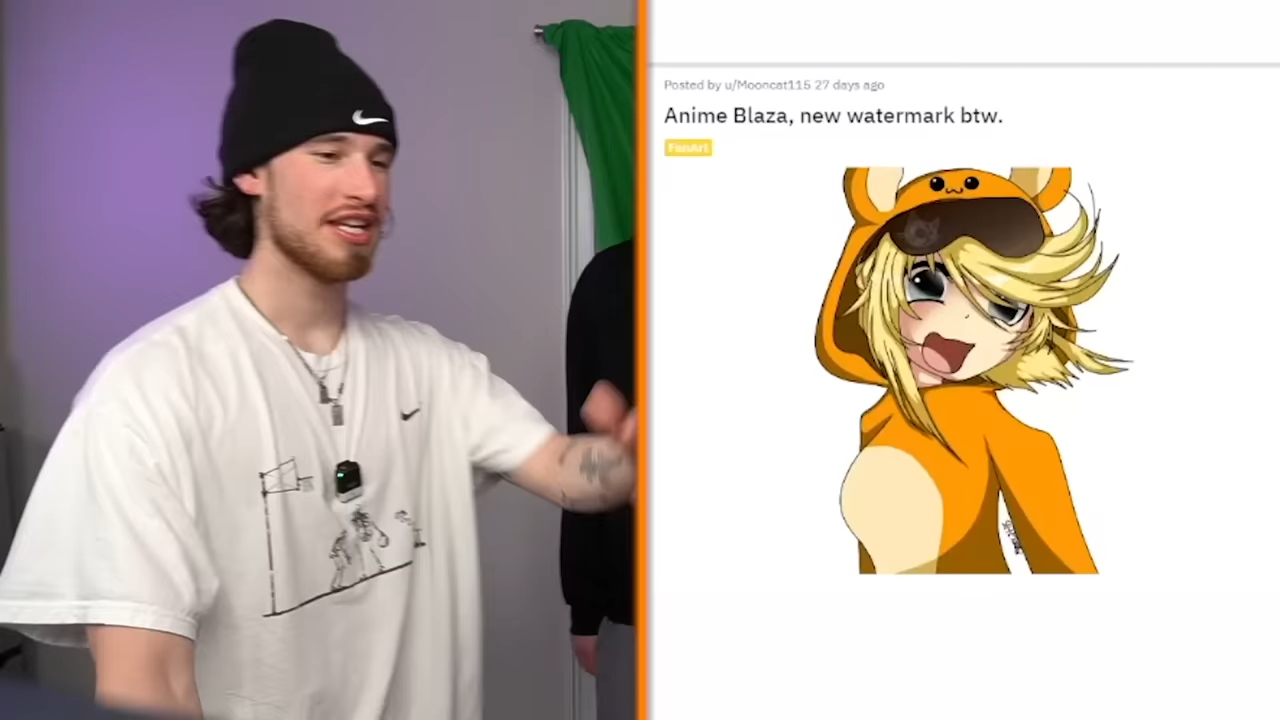 Posted by u/Mooncat115 27 days ago
Anime Blaza, new watermark btw.
FanArt